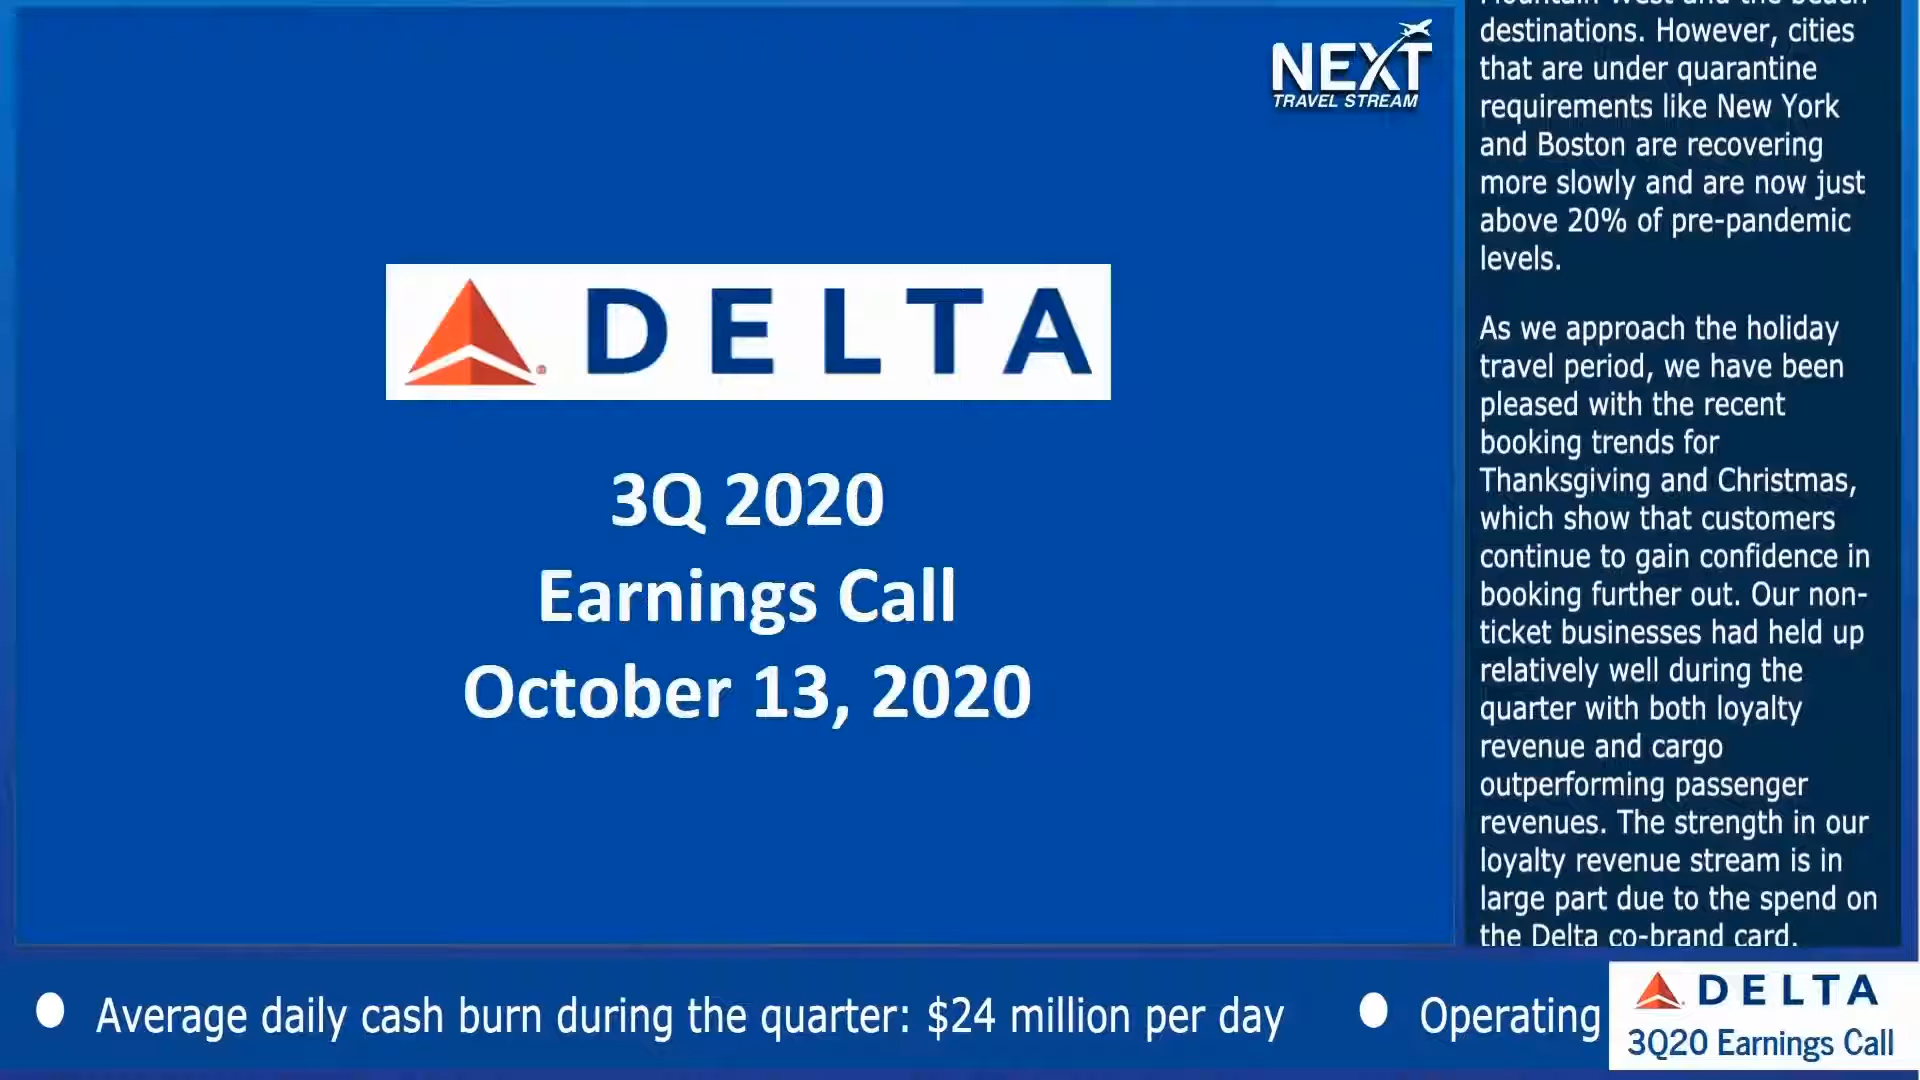 NEXT
TRAVEL STREAM
DELTA
3Q 2020
Earnings Call
October 13, 2020
Mountain West and the beach
destinations. However, cities
that are under quarantine
requirements like New York
and Boston are recovering
more slowly and are now just
above 20% of pre-pandemic
levels.
As we approach the holiday
travel period, we have been
pleased with the recent
booking trends for
Thanksgiving and Christmas,
which show that customers
continue to gain confidence in
booking further out. Our non-
ticket businesses had held up
relatively well during the
quarter with both loyalty
revenue and cargo
outperforming passenger
revenues. The strength in our
loyalty revenue stream is in
large part due to the spend on
the Delta co-brand card.
• Average daily cash burn during the quarter: $24 million per day • Operating
DELTA
3Q20 Earnings Call